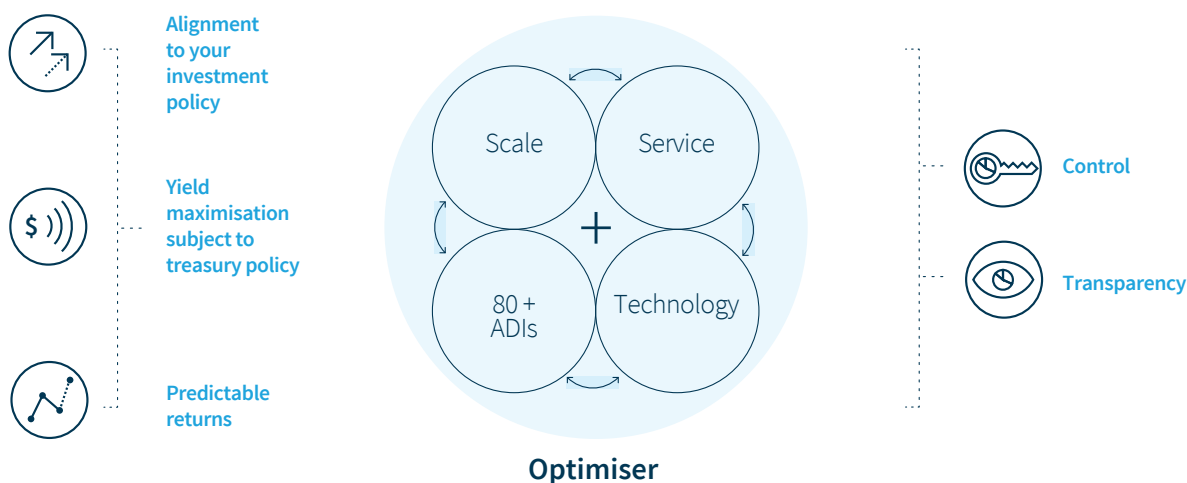 Alignment
to your
investment
policy
$
Yield
maximisation
subject to
treasury policy
Predictable
returns
Scale
Service
+
80 +
ADIs
Technology
Optimiser
Control
Transparency